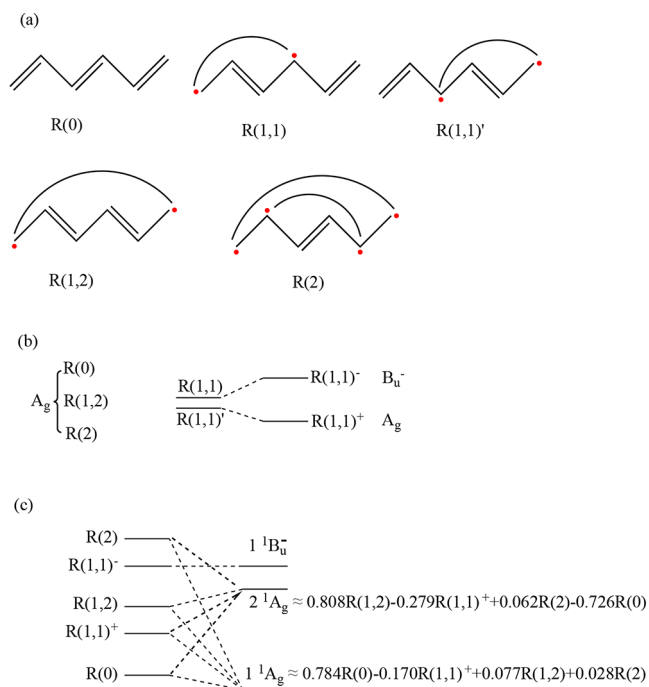 (a)
R(0)
R(1,1)
R(1,1)'
R(1,2)
R(2)
(b)
R(0)
R(1,1)
R(1,1)⁻ Bᵤ⁻
A_g R(1,2)
R(1,1)'
R(1,1)⁺ A_g
R(2)
(c)
R(2)
1 ¹Bᵤ⁻
R(1,1)⁻
R(1,2)
2 ¹A_g ≈ 0.808R(1,2)-0.279R(1,1)⁺+0.062R(2)-0.726R(0)
R(1,1)⁺
R(0)
1 ¹A_g ≈ 0.784R(0)-0.170R(1,1)⁺+0.077R(1,2)+0.028R(2)